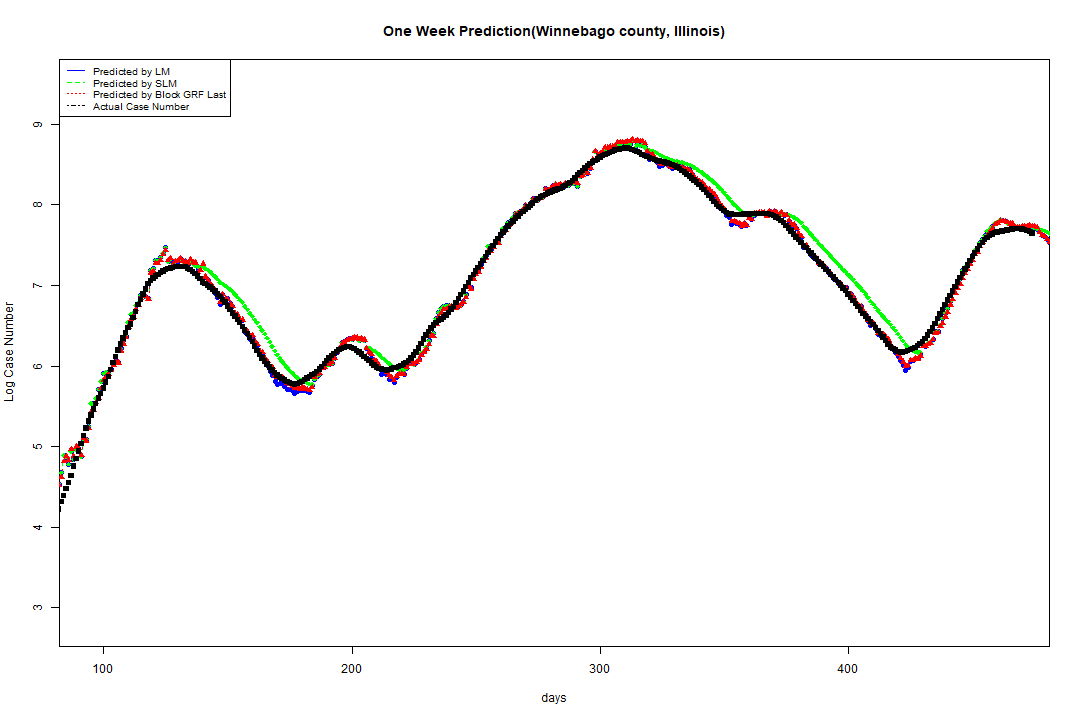 One Week Prediction(Winnebago county, Illinois)
Predicted by LM
Predicted by SLM
Predicted by Block GRF Last
Actual Case Number
9
8
7
6
5
4
3
Log Case Number
100
200
300
400
days